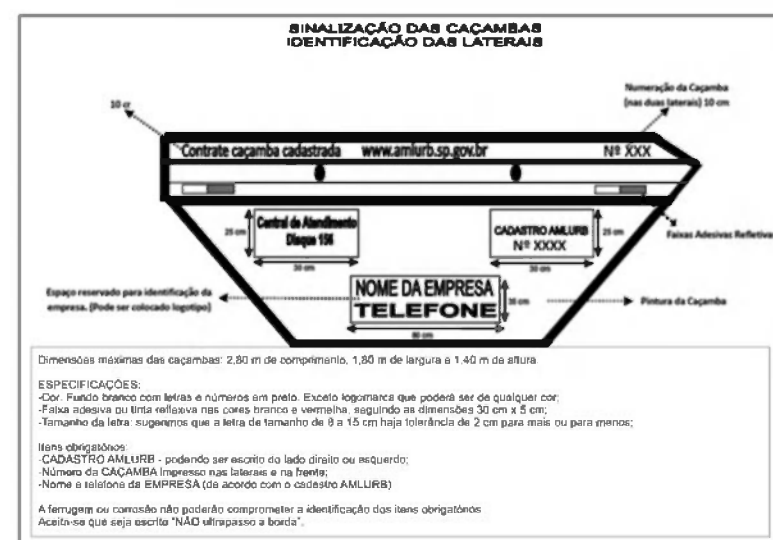 SINALIZAÇÃO DAS CAÇAMBAS
IDENTIFICAÇÃO DAS LATERAIS
Numeração da Caçamba
(nas duas laterais) 10 cm
10 cr
Contrate caçamba cadastrada www.amlurb.sp.gov.br Nº XXX
Central de Atendimento
Disque 156
25 cm
30 cm
CADASTRO AMLURB
Nº XXXX
25 cm
30 cm
Faixas Adesivas Refletivas
Espaço reservado para identificação da
empresa. (Pode ser colocado logotipo)
NOME DA EMPRESA
TELEFONE
35 cm
80 cm
Pintura da Caçamba
Dimensões máximas das caçambas: 2,80 m de comprimento, 1,80 m de largura e 1,40 m de altura
ESPECIFICAÇÕES:
-Cor. Fundo branco com letras e números em preto. Exceto logomarca que poderá ser de qualquer cor;
-Faixa adesiva ou tinta reflexiva nas cores branco e vermelha, seguindo as dimensões 30 cm x 5 cm;
-Tamanho da letra: sugerimos que a letra de tamanho de 8 a 15 cm haja tolerância de 2 cm para mais ou para menos;
Itens obrigatórios:
-CADASTRO AMLURB - podendo ser escrito do lado direito ou esquerdo;
-Número da CAÇAMBA Impresso nas laterais e na frente;
-Nome e telefone da EMPRESA (de acordo com o cadastro AMLURB)
A ferrugem ou corrosão não poderão comprometer a identificação dos itens obrigatórios
Aceita-se que seja escrito "NÃO ultrapasse a borda".